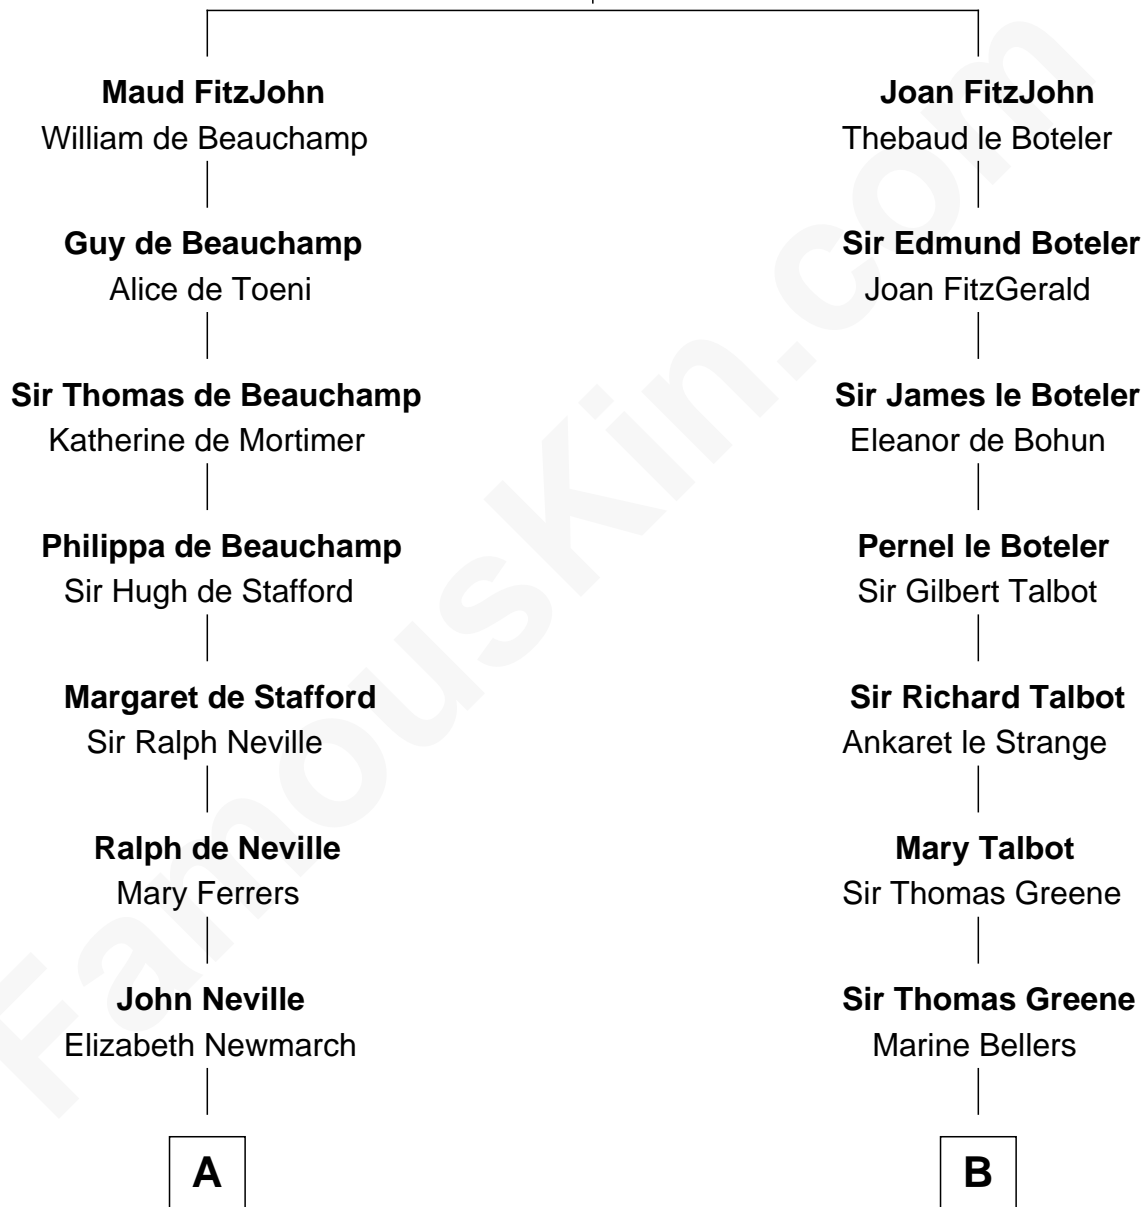 Maud FitzJohn
William de Beauchamp
Joan FitzJohn
Thebaud le Boteler
Guy de Beauchamp
Alice de Toeni
Sir Edmund Boteler
Joan FitzGerald
Sir Thomas de Beauchamp
Katherine de Mortimer
Sir James le Boteler
Eleanor de Bohun
Philippa de Beauchamp
Sir Hugh de Stafford
Pernel le Boteler
Sir Gilbert Talbot
Margaret de Stafford
Sir Ralph Neville
Sir Richard Talbot
Ankaret le Strange
Ralph de Neville
Mary Ferrers
Mary Talbot
Sir Thomas Greene
John Neville
Elizabeth Newmarch
Sir Thomas Greene
Marine Bellers
A
B
FamousKin.com